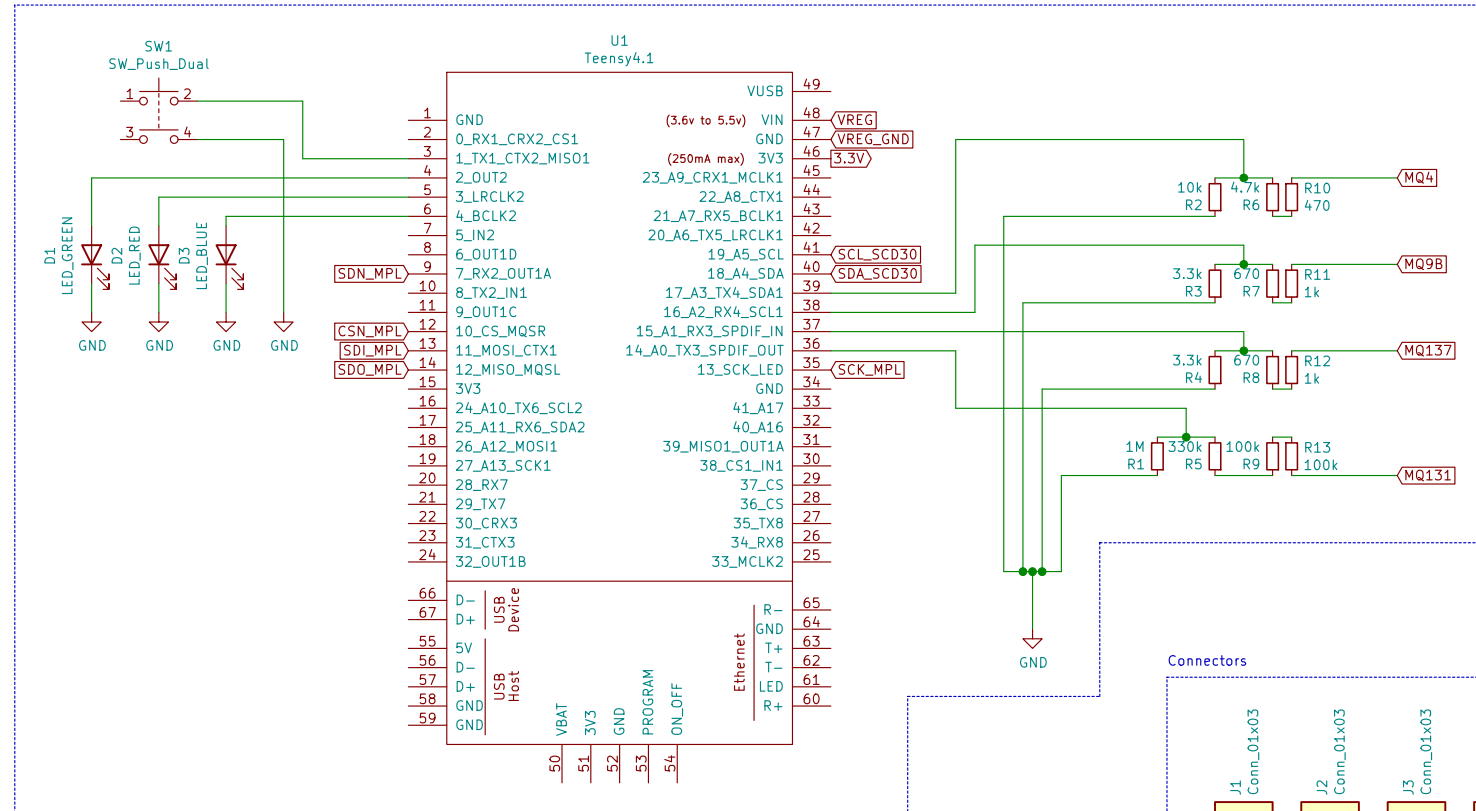 SW1
SW_Push_Dual
1
2
3
4
U1
Teensy4.1
1 GND
2 0_RX1_CRX2_CS1
3 1_TX1_CTX2_MISO1
4 2_OUT2
5 3_LRCLK2
6 4_BCLK2
7 5_IN2
8 6_OUT1D
SDN_MPL 9 7_RX2_OUT1A
10 8_TX2_IN1
11 9_OUT1C
CSN_MPL 12 10_CS_MQSR
SDI_MPL 13 11_MOSI_CTX1
SDO_MPL 14 12_MISO_MQSL
15 3V3
16 24_A10_TX6_SCL2
17 25_A11_RX6_SDA2
18 26_A12_MOSI1
19 27_A13_SCK1
20 28_RX7
21 29_TX7
22 30_CRX3
23 31_CTX3
24 32_OUT1B
66 D-
67 D+
USB
Device
55 5V
56 D-
57 D+
58 GND
59 GND
USB
Host
VUSB 49
(3.6v to 5.5v) VIN 48 VREG
GND 47 VREG_GND
(250mA max) 3V3 46 3.3V
23_A9_CRX1_MCLK1 45
22_A8_CTX1 44
21_A7_RX5_BCLK1 43
20_A6_TX5_LRCLK1 42
19_A5_SCL 41 SCL_SCD30
18_A4_SDA 40 SDA_SCD30
17_A3_TX4_SDA1 39
16_A2_RX4_SCL1 38
15_A1_RX3_SPDIF_IN 37
14_A0_TX3_SPDIF_OUT 36
13_SCK_LED 35 SCK_MPL
GND 34
41_A17 33
40_A16 32
39_MISO1_OUT1A 31
38_CS1_IN1 30
37_CS 29
36_CS 28
35_TX8 27
34_RX8 26
33_MCLK2 25
Ethernet
R- 65
GND 64
T+ 63
T- 62
LED 61
R+ 60
VBAT 50
3V3 51
GND 52
PROGRAM 53
ON_OFF 54
D1
LED_GREEN
D2
LED_RED
D3
LED_BLUE
GND
GND
GND
GND
10k
R2
4.7k
R6
R10
470
MQ4
3.3k
R3
670
R7
R11
1k
MQ9B
3.3k
R4
670
R8
R12
1k
MQ137
1M
R1
330k
R5
100k
R9
R13
100k
MQ131
GND
Connectors
J1
Conn_01x03
J2
Conn_01x03
J3
Conn_01x03